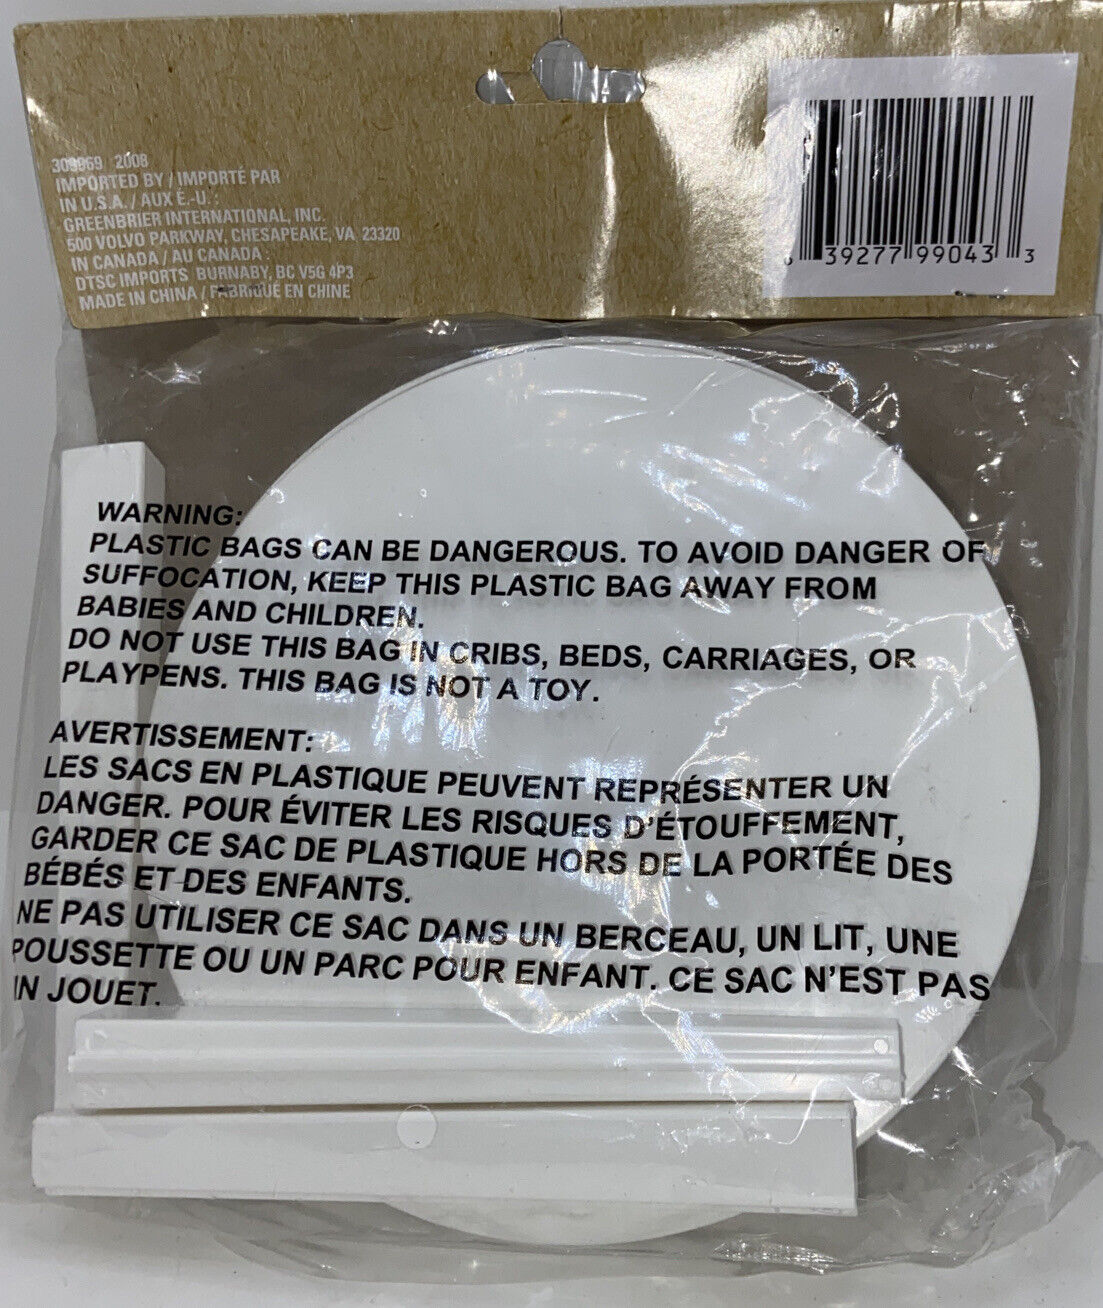 309969 2008
IMPORTED BY / IMPORTÉ PAR
IN U.S.A. / AUX É.-U. :
GREENBRIER INTERNATIONAL, INC.
500 VOLVO PARKWAY, CHESAPEAKE, VA 23320
IN CANADA / AU CANADA :
DTSC IMPORTS BURNABY, BC V5G 4P3
MADE IN CHINA / FABRIQUÉ EN CHINE
39277 99043 3
WARNING:
PLASTIC BAGS CAN BE DANGEROUS. TO AVOID DANGER OF
SUFFOCATION, KEEP THIS PLASTIC BAG AWAY FROM
BABIES AND CHILDREN.
DO NOT USE THIS BAG IN CRIBS, BEDS, CARRIAGES, OR
PLAYPENS. THIS BAG IS NOT A TOY.
AVERTISSEMENT:
LES SACS EN PLASTIQUE PEUVENT REPRÉSENTER UN
DANGER. POUR ÉVITER LES RISQUES D'ÉTOUFFEMENT,
GARDER CE SAC DE PLASTIQUE HORS DE LA PORTÉE DES
BÉBÉS ET DES ENFANTS.
NE PAS UTILISER CE SAC DANS UN BERCEAU, UN LIT, UNE
POUSSETTE OU UN PARC POUR ENFANT. CE SAC N'EST PAS
UN JOUET.